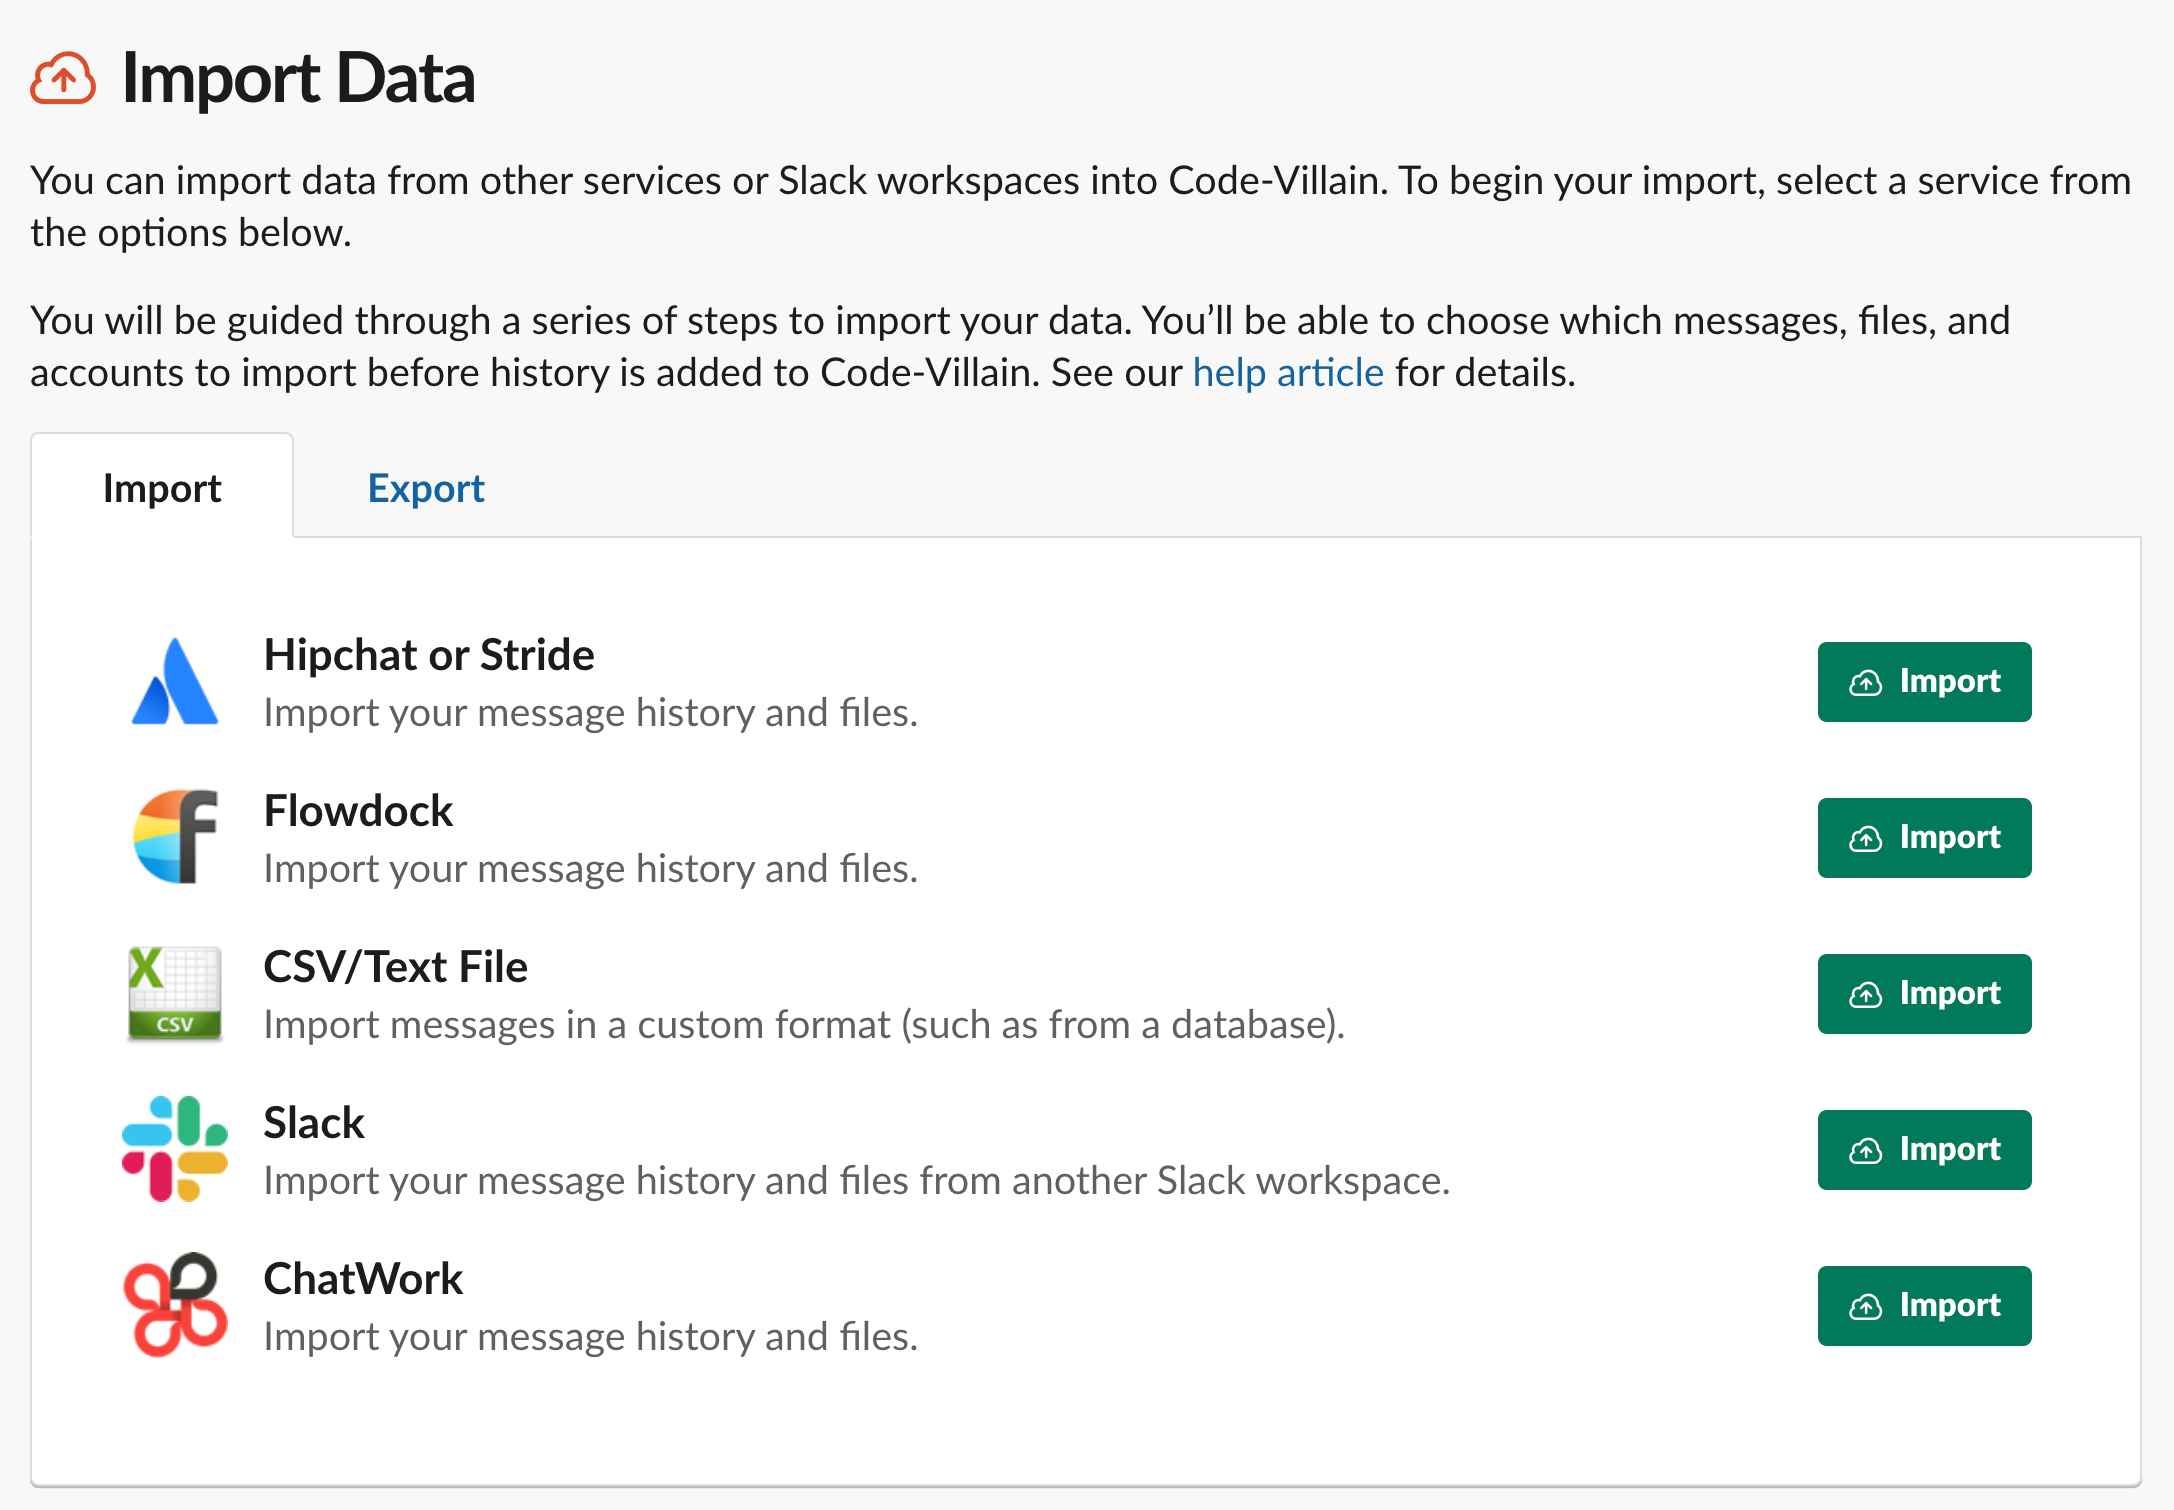 Import Data
You can import data from other services or Slack workspaces into Code-Villain. To begin your import, select a service from
the options below.
You will be guided through a series of steps to import your data. You’ll be able to choose which messages, files, and
accounts to import before history is added to Code-Villain. See our help article for details.
Import
Export
Hipchat or Stride
Import your message history and files.
Import
Flowdock
Import your message history and files.
Import
X
CSV
CSV/Text File
Import messages in a custom format (such as from a database).
Import
Slack
Import your message history and files from another Slack workspace.
Import
ChatWork
Import your message history and files.
Import